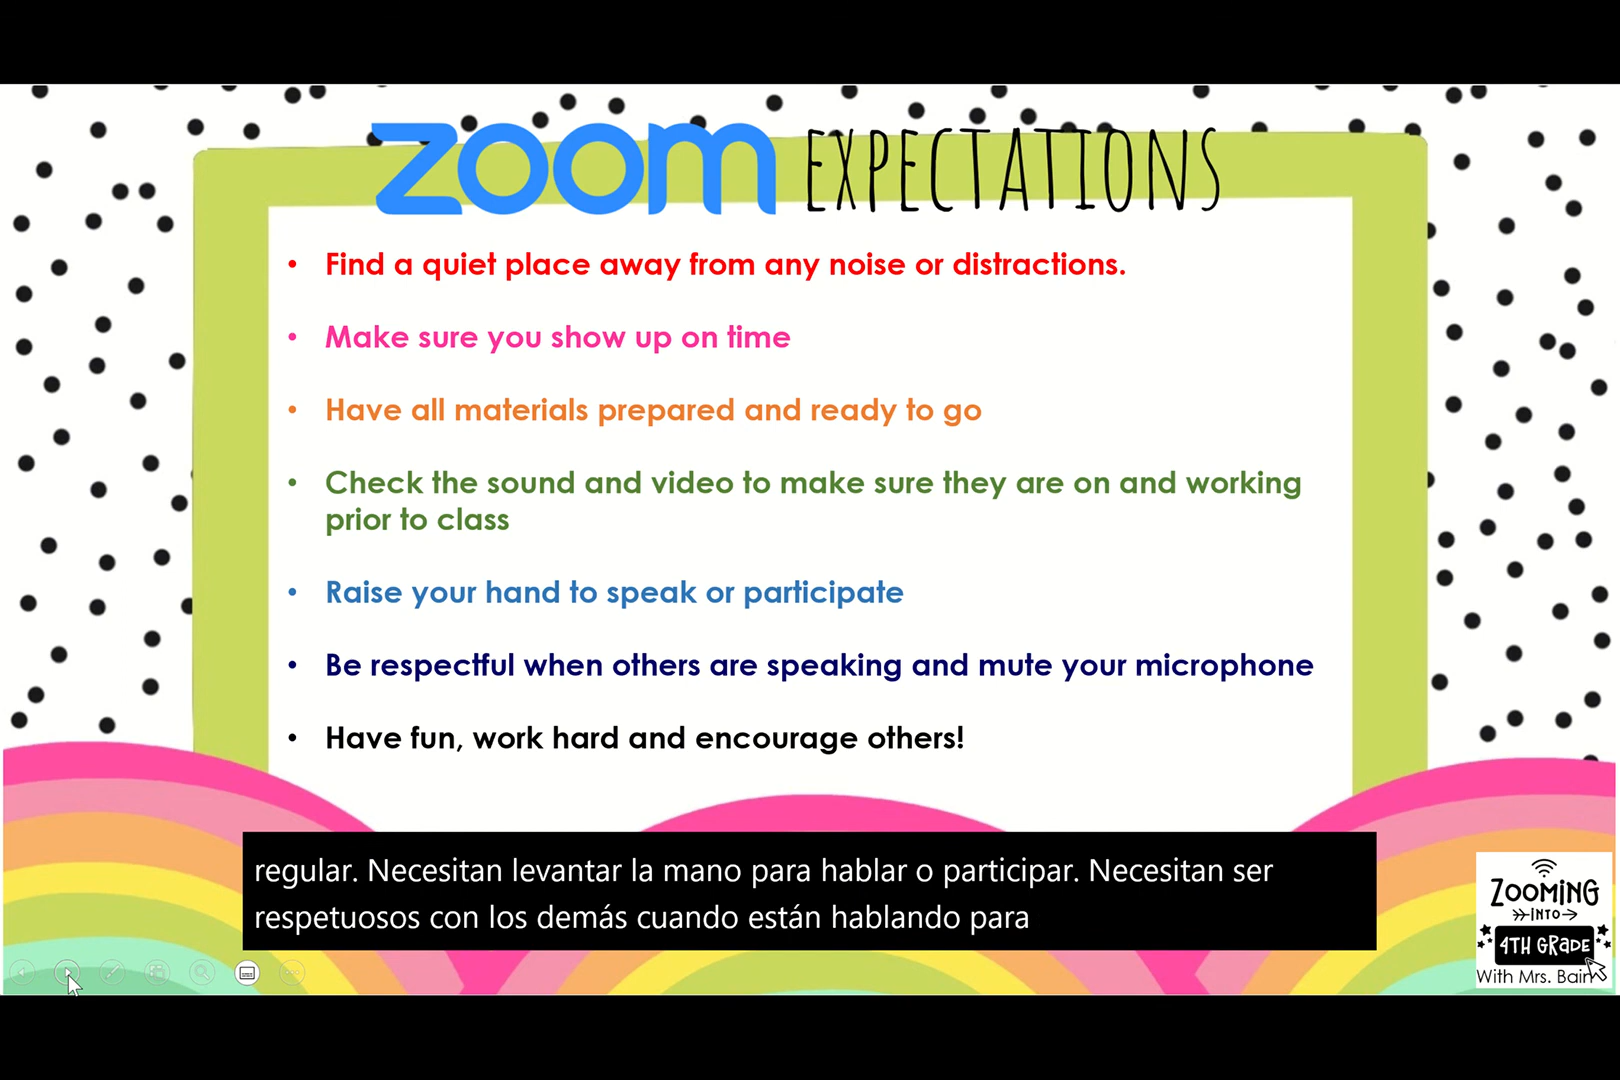 zoom EXPECTATIONS
• Find a quiet place away from any noise or distractions.
• Make sure you show up on time
• Have all materials prepared and ready to go
• Check the sound and video to make sure they are on and working
prior to class
• Raise your hand to speak or participate
• Be respectful when others are speaking and mute your microphone
• Have fun, work hard and encourage others!
regular. Necesitan levantar la mano para hablar o participar. Necesitan ser
respetuosos con los demás cuando están hablando para
ZOOMING
INTO
4TH GRADE
With Mrs. Bain